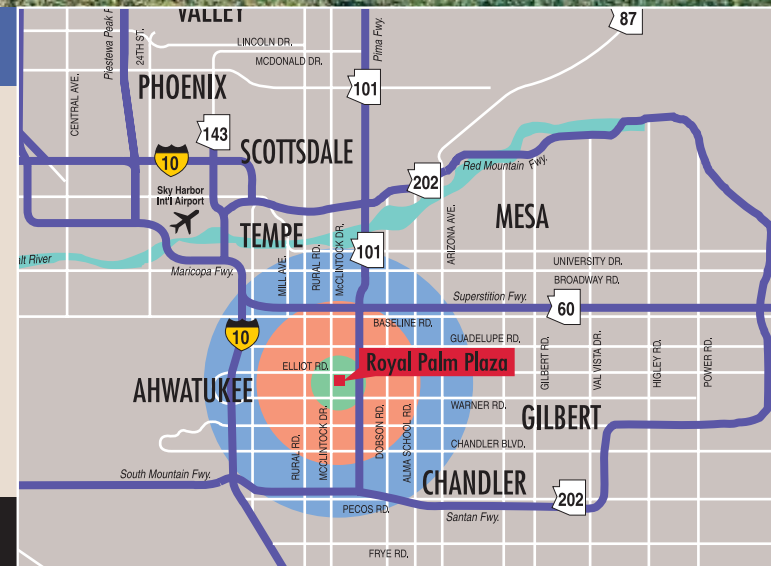 VALLEY
87
LINCOLN DR.
Piestewa Peak F
24TH ST.
Pima Fwy.
McDONALD DR.
PHOENIX
101
CENTRAL AVE.
143
SCOTTSDALE
10
202
Red Mountain Fwy.
Sky Harbor
Int'l Airport
MESA
TEMPE
ARIZONA AVE.
MILL AVE.
RURAL RD.
McCLINTOCK DR.
101
alt River
Maricopa Fwy.
UNIVERSITY DR.
BROADWAY RD.
Superstition Fwy.
60
BASELINE RD.
10
GUADELUPE RD.
ELLIOT RD.
Royal Palm Plaza
GILBERT RD.
VAL VISTA DR.
HIGLEY RD.
POWER RD.
AHWATUKEE
WARNER RD.
GILBERT
RURAL RD.
MCCLINTOCK DR.
DOBSON RD.
ALMA SCHOOL RD.
CHANDLER BLVD.
South Mountain Fwy.
CHANDLER
202
PECOS RD.
Santan Fwy.
FRYE RD.